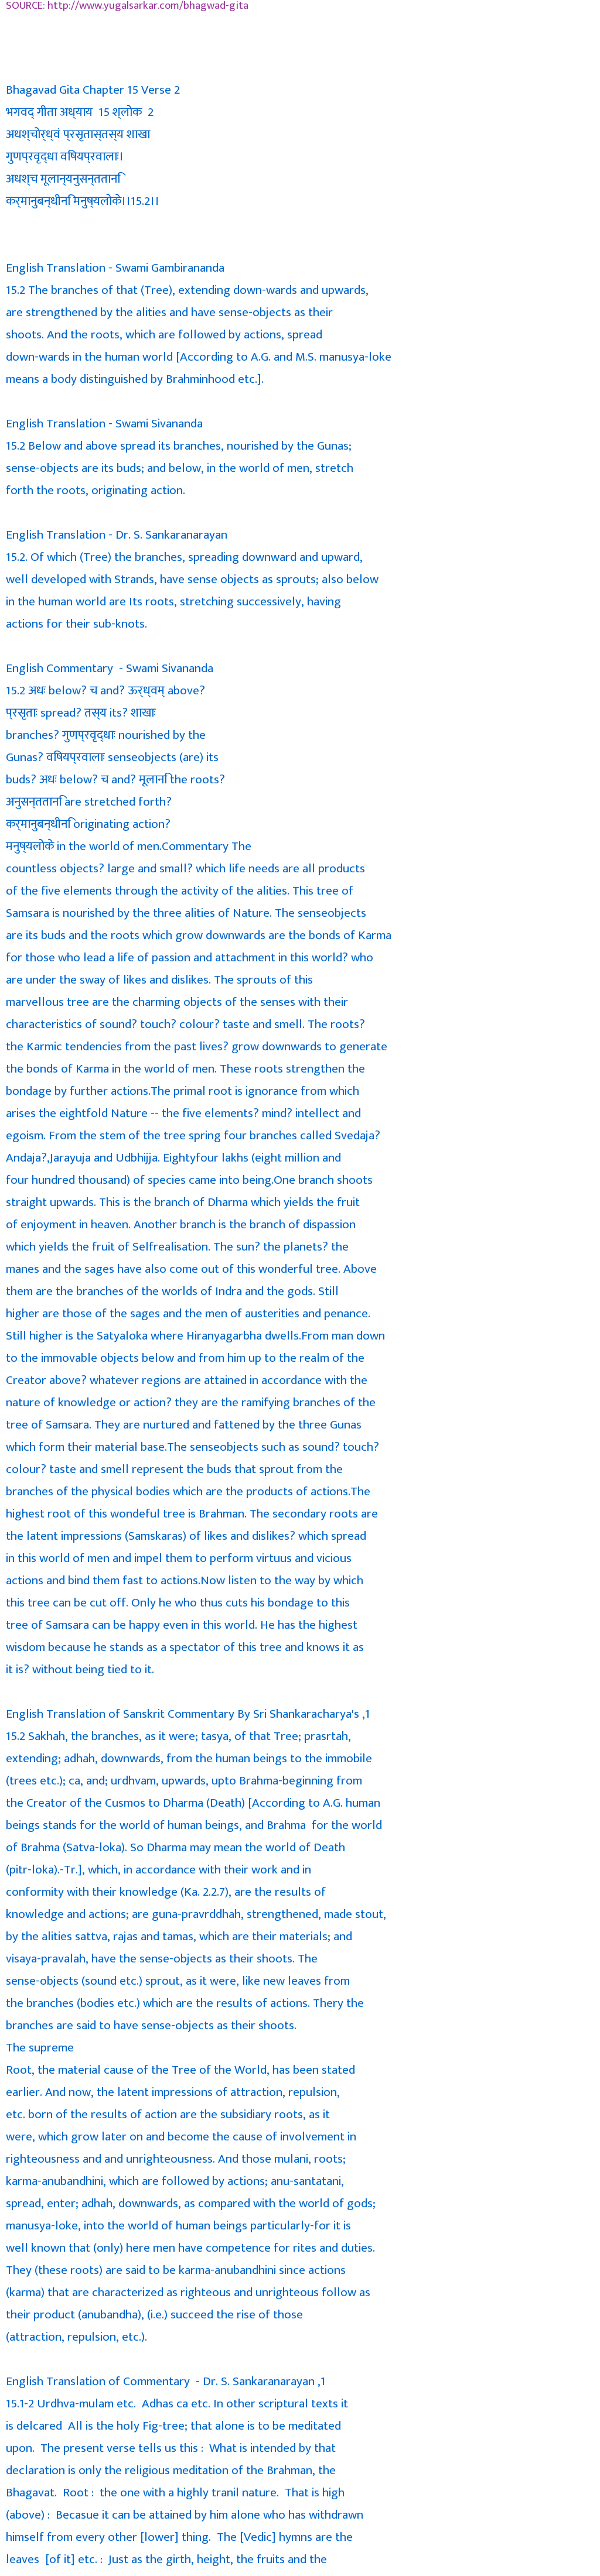 SOURCE: http://www.yugalsarkar.com/bhagwad-gita
Bhagavad Gita Chapter 15 Verse 2
भगवद् गीता अध्याय  15 श्लोक  2
अधश्चोर्ध्वं प्रसृतास्तस्य शाखा
गुणप्रवृद्धा विषयप्रवालाः।
अधश्च मूलान्यनुसन्ततानि
कर्मानुबन्धीनि मनुष्यलोके।।15.2।।
English Translation - Swami Gambirananda
15.2 The branches of that (Tree), extending down-wards and upwards,
are strengthened by the alities and have sense-objects as their
shoots. And the roots, which are followed by actions, spread
down-wards in the human world [According to A.G. and M.S. manusya-loke
means a body distinguished by Brahminhood etc.].
English Translation - Swami Sivananda
15.2 Below and above spread its branches, nourished by the Gunas;
sense-objects are its buds; and below, in the world of men, stretch
forth the roots, originating action.
English Translation - Dr. S. Sankaranarayan
15.2. Of which (Tree) the branches, spreading downward and upward,
well developed with Strands, have sense objects as sprouts; also below
in the human world are Its roots, stretching successively, having
actions for their sub-knots.
English Commentary  - Swami Sivananda
15.2 अधः below? च and? ऊर्ध्वम् above?
प्रसृताः spread? तस्य its? शाखाः
branches? गुणप्रवृद्धाः nourished by the
Gunas? विषयप्रवालाः senseobjects (are) its
buds? अधः below? च and? मूलानि the roots?
अनुसन्ततानि are stretched forth?
कर्मानुबन्धीनि originating action?
मनुष्यलोके in the world of men.Commentary The
countless objects? large and small? which life needs are all products
of the five elements through the activity of the alities. This tree of
Samsara is nourished by the three alities of Nature. The senseobjects
are its buds and the roots which grow downwards are the bonds of Karma
for those who lead a life of passion and attachment in this world? who
are under the sway of likes and dislikes. The sprouts of this
marvellous tree are the charming objects of the senses with their
characteristics of sound? touch? colour? taste and smell. The roots?
the Karmic tendencies from the past lives? grow downwards to generate
the bonds of Karma in the world of men. These roots strengthen the
bondage by further actions.The primal root is ignorance from which
arises the eightfold Nature -- the five elements? mind? intellect and
egoism. From the stem of the tree spring four branches called Svedaja?
Andaja?,Jarayuja and Udbhijja. Eightyfour lakhs (eight million and
four hundred thousand) of species came into being.One branch shoots
straight upwards. This is the branch of Dharma which yields the fruit
of enjoyment in heaven. Another branch is the branch of dispassion
which yields the fruit of Selfrealisation. The sun? the planets? the
manes and the sages have also come out of this wonderful tree. Above
them are the branches of the worlds of Indra and the gods. Still
higher are those of the sages and the men of austerities and penance.
Still higher is the Satyaloka where Hiranyagarbha dwells.From man down
to the immovable objects below and from him up to the realm of the
Creator above? whatever regions are attained in accordance with the
nature of knowledge or action? they are the ramifying branches of the
tree of Samsara. They are nurtured and fattened by the three Gunas
which form their material base.The senseobjects such as sound? touch?
colour? taste and smell represent the buds that sprout from the
branches of the physical bodies which are the products of actions.The
highest root of this wondeful tree is Brahman. The secondary roots are
the latent impressions (Samskaras) of likes and dislikes? which spread
in this world of men and impel them to perform virtuus and vicious
actions and bind them fast to actions.Now listen to the way by which
this tree can be cut off. Only he who thus cuts his bondage to this
tree of Samsara can be happy even in this world. He has the highest
wisdom because he stands as a spectator of this tree and knows it as
it is? without being tied to it.
English Translation of Sanskrit Commentary By Sri Shankaracharya's ,1
15.2 Sakhah, the branches, as it were; tasya, of that Tree; prasrtah,
extending; adhah, downwards, from the human beings to the immobile
(trees etc.); ca, and; urdhvam, upwards, upto Brahma-beginning from
the Creator of the Cusmos to Dharma (Death) [According to A.G. human
beings stands for the world of human beings, and Brahma  for the world
of Brahma (Satva-loka). So Dharma may mean the world of Death
(pitr-loka).-Tr.], which, in accordance with their work and in
conformity with their knowledge (Ka. 2.2.7), are the results of
knowledge and actions; are guna-pravrddhah, strengthened, made stout,
by the alities sattva, rajas and tamas, which are their materials; and
visaya-pravalah, have the sense-objects as their shoots. The
sense-objects (sound etc.) sprout, as it were, like new leaves from
the branches (bodies etc.) which are the results of actions. Thery the
branches are said to have sense-objects as their shoots.
The supreme
Root, the material cause of the Tree of the World, has been stated
earlier. And now, the latent impressions of attraction, repulsion,
etc. born of the results of action are the subsidiary roots, as it
were, which grow later on and become the cause of involvement in
righteousness and and unrighteousness. And those mulani, roots;
karma-anubandhini, which are followed by actions; anu-santatani,
spread, enter; adhah, downwards, as compared with the world of gods;
manusya-loke, into the world of human beings particularly-for it is
well known that (only) here men have competence for rites and duties.
They (these roots) are said to be karma-anubandhini since actions
(karma) that are characterized as righteous and unrighteous follow as
their product (anubandha), (i.e.) succeed the rise of those
(attraction, repulsion, etc.).
English Translation of Commentary  - Dr. S. Sankaranarayan ,1
15.1-2 Urdhva-mulam etc.  Adhas ca etc. In other scriptural texts it
is delcared  All is the holy Fig-tree; that alone is to be meditated
upon.  The present verse tells us this :  What is intended by that
declaration is only the religious meditation of the Brahman, the
Bhagavat.  Root :  the one with a highly tranil nature.  That is high
(above) :  Becasue it can be attained by him alone who has withdrawn
himself from every other [lower] thing.  The [Vedic] hymns are the
leaves  [of it] etc. :  Just as the girth, height, the fruits and the